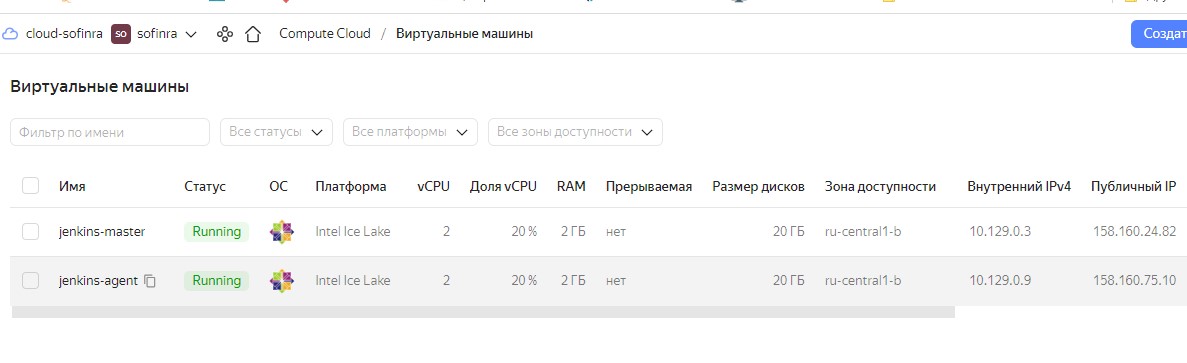 cloud-sofinra SO sofinra Compute Cloud / Виртуальные машины Создат
Виртуальные машины
Фильтр по имени Все статусы Все платформы Все зоны доступности
Имя Статус ОС Платформа vCPU Доля vCPU RAM Прерываемая Размер дисков Зона доступности Внутренний IPv4 Публичный IP
jenkins-master Running Intel Ice Lake 2 20 % 2 ГБ нет 20 ГБ ru-central1-b 10.129.0.3 158.160.24.82
jenkins-agent Running Intel Ice Lake 2 20 % 2 ГБ нет 20 ГБ ru-central1-b 10.129.0.9 158.160.75.10